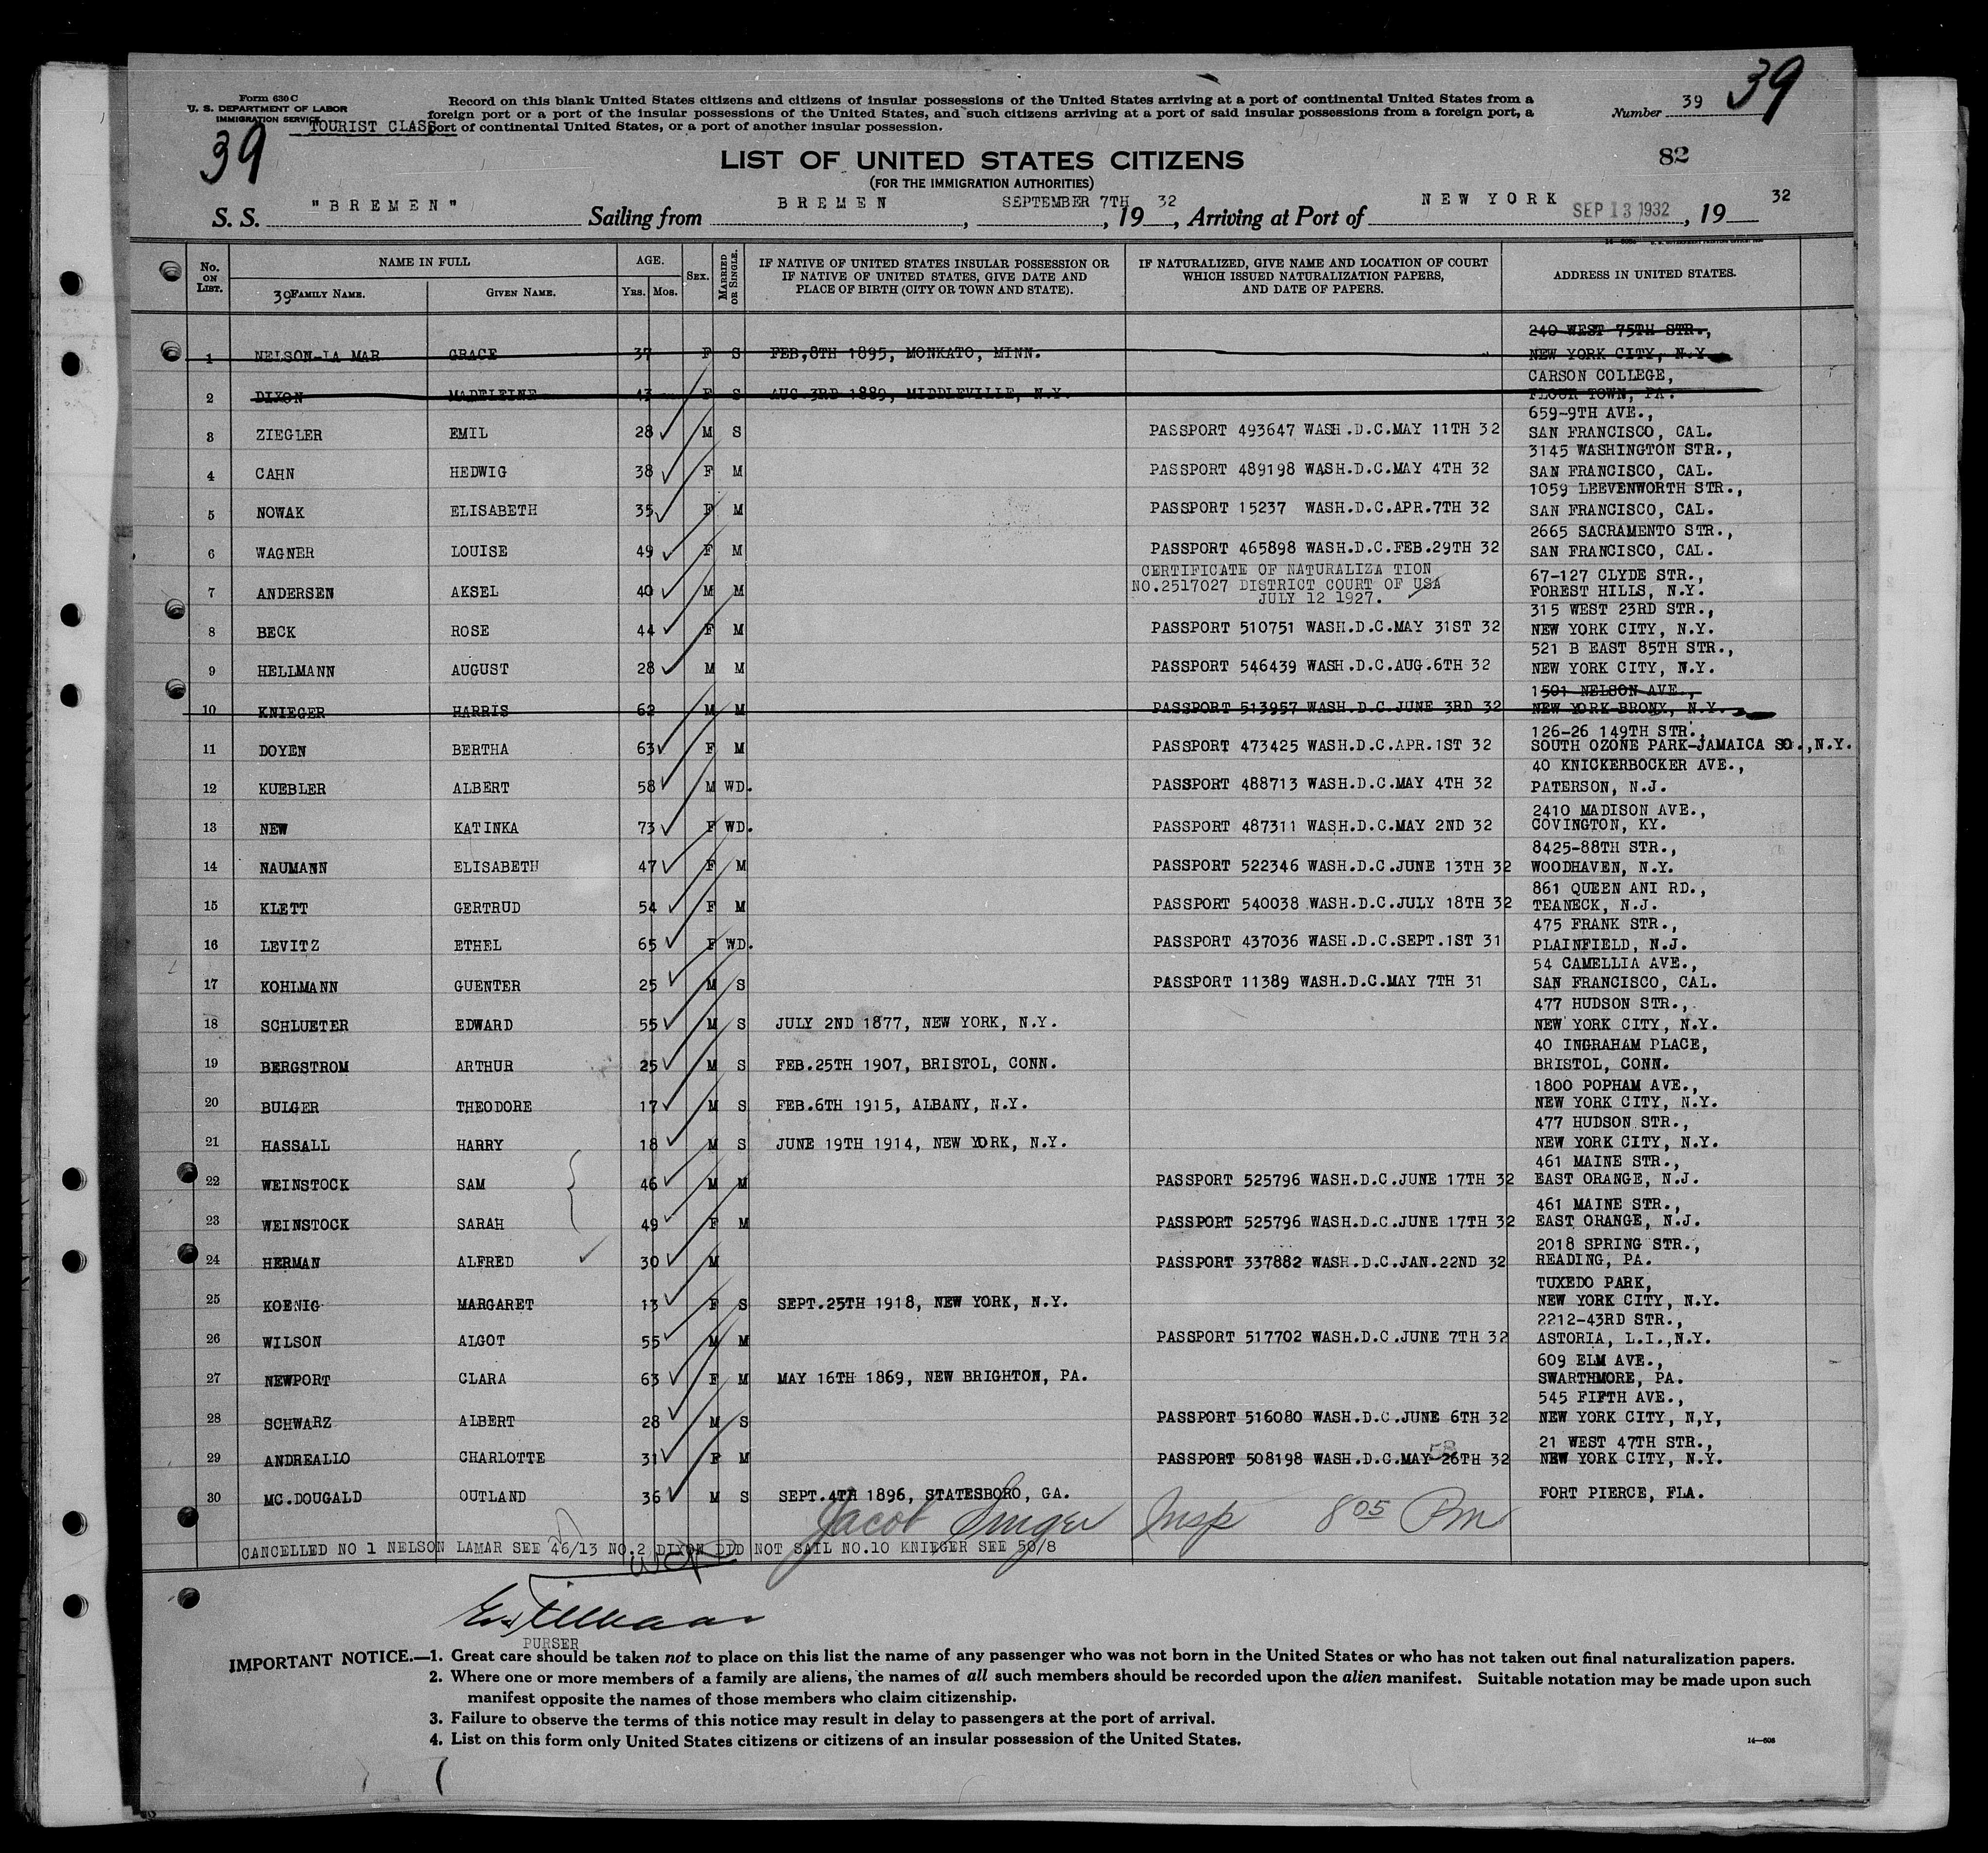 Form 630 C
U. S. DEPARTMENT OF LABOR
IMMIGRATION SERVICE
TOURIST CLASS
39
Record on this blank United States citizens and citizens of insular possessions of the United States arriving at a port of continental United States from a
foreign port or a port of the insular possessions of the United States, and such citizens arriving at a port of said insular possessions from a foreign port, a
port of continental United States, or a port of another insular possession.
Number 39
39
82
LIST OF UNITED STATES CITIZENS
(FOR THE IMMIGRATION AUTHORITIES)
S. S. "BREMEN" Sailing from BREMEN, SEPTEMBER 7TH, 19 32, Arriving at Port of NEW YORK SEP 13 1932, 19 32
No. ON LIST. NAME IN FULL AGE. SEX. MARRIED OR SINGLE. IF NATIVE OF UNITED STATES INSULAR POSSESSION OR IF NATIVE OF UNITED STATES, GIVE DATE AND PLACE OF BIRTH (CITY OR TOWN AND STATE). IF NATURALIZED, GIVE NAME AND LOCATION OF COURT WHICH ISSUED NATURALIZATION PAPERS, AND DATE OF PAPERS. ADDRESS IN UNITED STATES.
39 FAMILY NAME. GIVEN NAME. YRS. MOS.
240 WEST 75TH STR.,
1 NELSON-LA MAR GRACE 37 F S FEB,8TH 1895, MONKATO, MINN. NEW YORK CITY, N.Y.
CARSON COLLEGE,
2 DIXON MADELEINE 43 F S AUG.3RD 1889, MIDDLEVILLE, N.Y. FLOUR TOWN, PA.
659-9TH AVE.,
3 ZIEGLER EMIL 28 M S PASSPORT 493647 WASH.D.C.MAY 11TH 32 SAN FRANCISCO, CAL.
3145 WASHINGTON STR.,
4 CAHN HEDWIG 38 F M PASSPORT 489198 WASH.D.C.MAY 4TH 32 SAN FRANCISCO, CAL.
1059 LEEVENWORTH STR.,
5 NOWAK ELISABETH 35 F M PASSPORT 15237 WASH.D.C.APR.7TH 32 SAN FRANCISCO, CAL.
2665 SACRAMENTO STR.,
6 WAGNER LOUISE 49 F M PASSPORT 465898 WASH.D.C.FEB.29TH 32 SAN FRANCISCO, CAL.
CERTIFICATE OF NATURALIZA TION 67-127 CLYDE STR.,
7 ANDERSEN AKSEL 40 M M NO.2517027 DISTRICT COURT OF USA FOREST HILLS, N.Y.
JULY 12 1927. 315 WEST 23RD STR.,
8 BECK ROSE 44 F M PASSPORT 510751 WASH.D.C.MAY 31ST 32 NEW YORK CITY, N.Y.
521 B EAST 85TH STR.,
9 HELLMANN AUGUST 28 M M PASSPORT 546439 WASH.D.C.AUG.6TH 32 NEW YORK CITY, N.Y.
1501 NELSON AVE.,
10 KNIEGER HARRIS 62 M M PASSPORT 513957 WASH.D.C.JUNE 3RD 32 NEW YORK-BRONX, N.Y.
126-26 149TH STR.,
11 DOYEN BERTHA 63 F M PASSPORT 473425 WASH.D.C.APR.1ST 32 SOUTH OZONE PARK-JAMAICA SO.,N.Y.
40 KNICKERBOCKER AVE.,
12 KUEBLER ALBERT 58 M WD. PASSPORT 488713 WASH.D.C.MAY 4TH 32 PATERSON, N.J.
2410 MADISON AVE.,
13 NEW KATINKA 73 F WD. PASSPORT 487311 WASH.D.C.MAY 2ND 32 COVINGTON, KY.
8425-88TH STR.,
14 NAUMANN ELISABETH 47 F M PASSPORT 522346 WASH.D.C.JUNE 13TH 32 WOODHAVEN, N.Y.
861 QUEEN ANI RD.,
15 KLETT GERTRUD 54 F M PASSPORT 540038 WASH.D.C.JULY 18TH 32 TEANECK, N.J.
475 FRANK STR.,
16 LEVITZ ETHEL 65 F WD. PASSPORT 437036 WASH.D.C.SEPT.1ST 31 PLAINFIELD, N.J.
54 CAMELLIA AVE.,
17 KOHLMANN GUENTER 25 M S PASSPORT 11389 WASH.D.C.MAY 7TH 31 SAN FRANCISCO, CAL.
477 HUDSON STR.,
18 SCHLUETER EDWARD 55 M S JULY 2ND 1877, NEW YORK, N.Y. NEW YORK CITY, N.Y.
40 INGRAHAM PLACE,
19 BERGSTROM ARTHUR 25 M S FEB.25TH 1907, BRISTOL, CONN. BRISTOL, CONN.
1800 POPHAM AVE.,
20 BULGER THEODORE 17 M S FEB.6TH 1915, ALBANY, N.Y. NEW YORK CITY, N.Y.
477 HUDSON STR.,
21 HASSALL HARRY 18 M S JUNE 19TH 1914, NEW YORK, N.Y. NEW YORK CITY, N.Y.
461 MAINE STR.,
22 WEINSTOCK SAM 46 M M PASSPORT 525796 WASH.D.C.JUNE 17TH 32 EAST ORANGE, N.J.
461 MAINE STR.,
23 WEINSTOCK SARAH 49 F M PASSPORT 525796 WASH.D.C.JUNE 17TH 32 EAST ORANGE, N.J.
2018 SPRING STR.,
24 HERMAN ALFRED 30 M PASSPORT 337882 WASH.D.C.JAN.22ND 32 READING, PA.
TUXEDO PARK,
25 KOENIG MARGARET 13 F S SEPT.25TH 1918, NEW YORK, N.Y. NEW YORK CITY, N.Y.
2212-43RD STR.,
26 WILSON ALGOT 55 M M PASSPORT 517702 WASH.D.C.JUNE 7TH 32 ASTORIA, L.I.,N.Y.
609 ELM AVE.,
27 NEWPORT CLARA 63 F M MAY 16TH 1869, NEW BRIGHTON, PA. SWARTHMORE, PA.
545 FIFTH AVE.,
28 SCHWARZ ALBERT 28 M S PASSPORT 516080 WASH.D.C.JUNE 6TH 32 NEW YORK CITY, N,Y,
21 WEST 47TH STR.,
29 ANDREALLO CHARLOTTE 31 F M PASSPORT 508198 WASH.D.C.MAY 26TH 32 NEW YORK CITY, N.Y.
30 MC.DOUGALD OUTLAND 36 M S SEPT.4TH 1896, STATESBORO, GA. FORT PIERCE, FLA.
Jacob Singer Insp 8 05 Pm
CANCELLED NO 1 NELSON LAMAR SEE 46/13 NO.2 DIXON DID NOT SAIL NO.10 KNIEGER SEE 50/8
PURSER
IMPORTANT NOTICE.—1. Great care should be taken not to place on this list the name of any passenger who was not born in the United States or who has not taken out final naturalization papers.
2. Where one or more members of a family are aliens, the names of all such members should be recorded upon the alien manifest. Suitable notation may be made upon such
manifest opposite the names of those members who claim citizenship.
3. Failure to observe the terms of this notice may result in delay to passengers at the port of arrival.
4. List on this form only United States citizens or citizens of an insular possession of the United States.
14—608